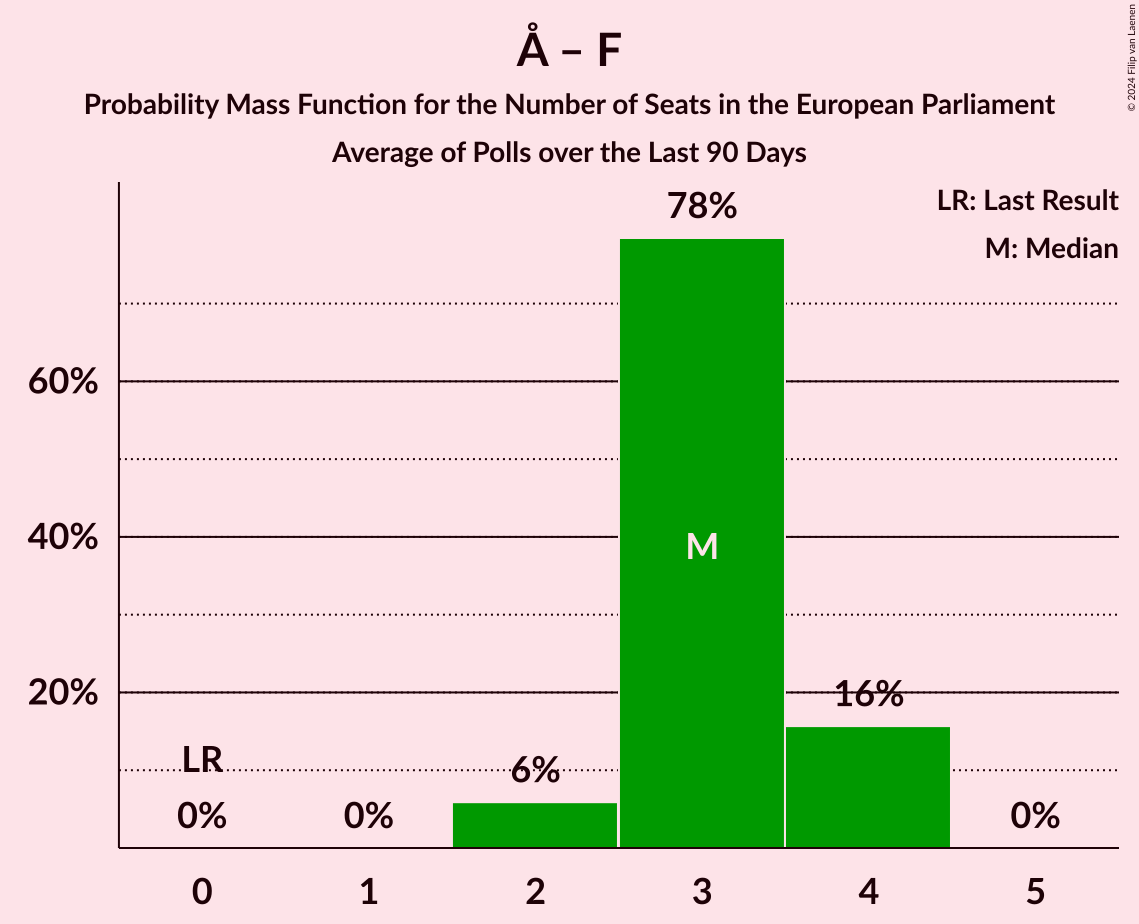 Å – F
Probability Mass Function for the Number of Seats in the European Parliament
Average of Polls over the Last 90 Days
© 2024 Filip van Laenen
LR: Last Result
M: Median
78%
60%
40%
M
20%
16%
LR
6%
0%
0%
0%
0
1
2
3
4
5